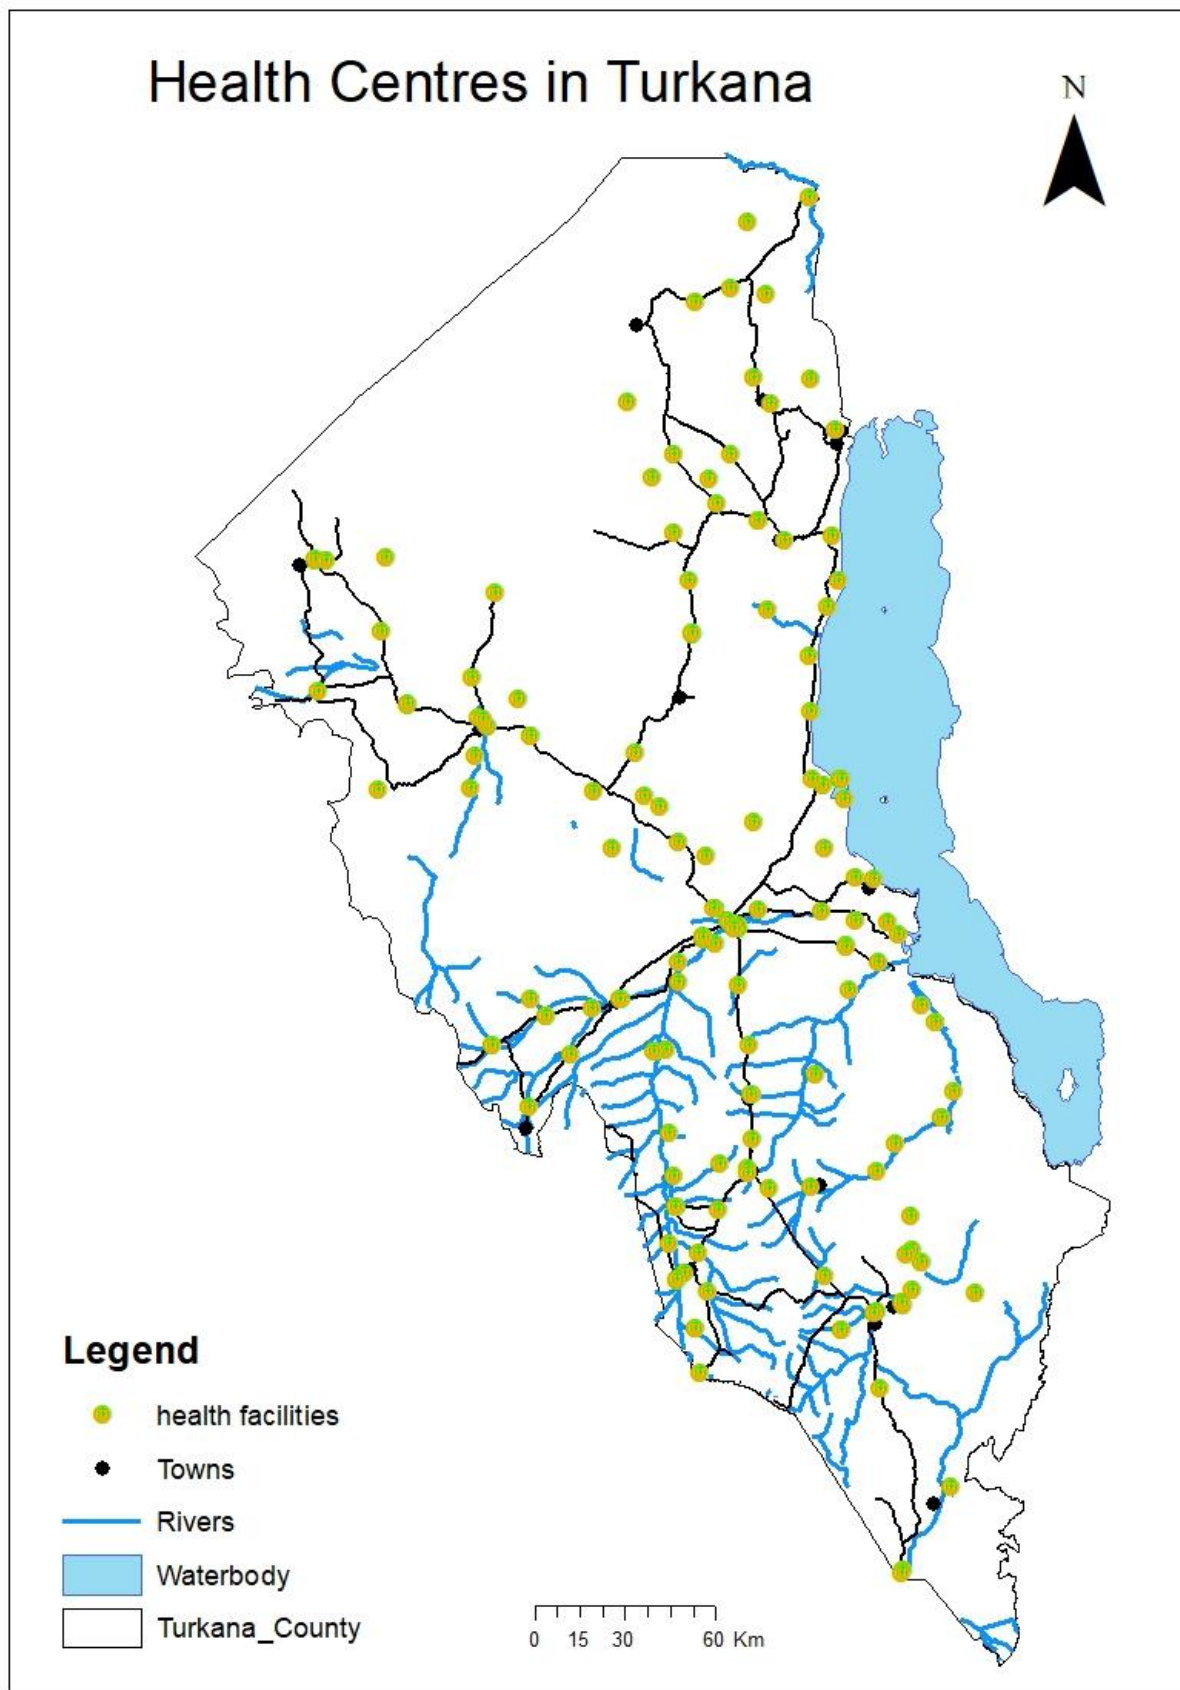 Health Centres in Turkana
N
Legend
health facilities
Towns
Rivers
Waterbody
Turkana_County
0 15 30 60 Km